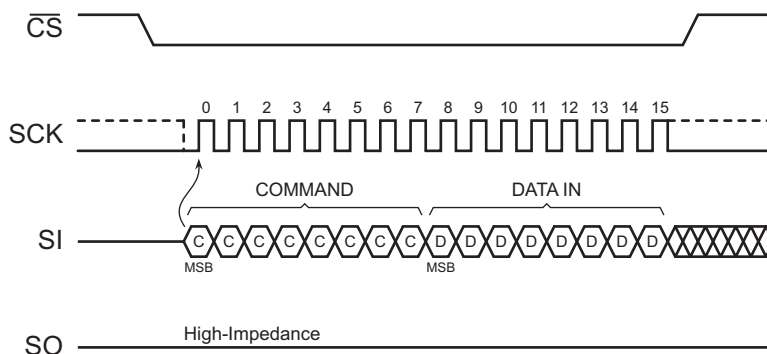 CS
0 1 2 3 4 5 6 7 8 9 10 11 12 13 14 15
SCK
COMMAND DATA IN
SI C C C C C C C C D D D D D D D D
MSB MSB
High-Impedance
SO